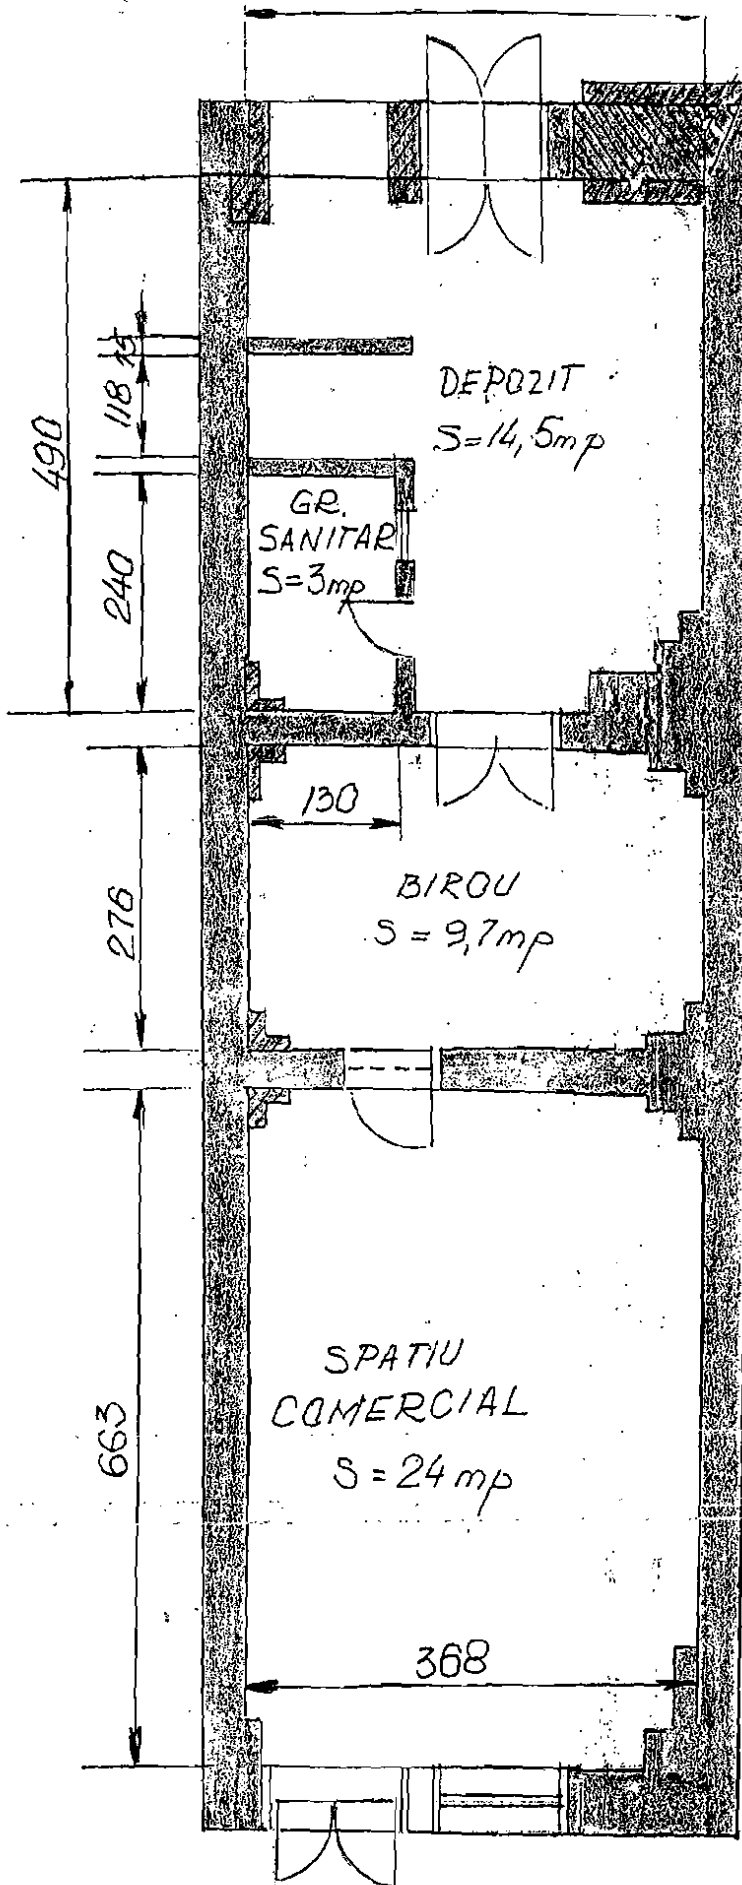 15
118
490
240
DEPOZIT
S=14,5mp
GR.
SANITAR
S=3mp
130
276
BIROU
S = 9,7mp
663
SPATIU
COMERCIAL
S = 24 mp
368